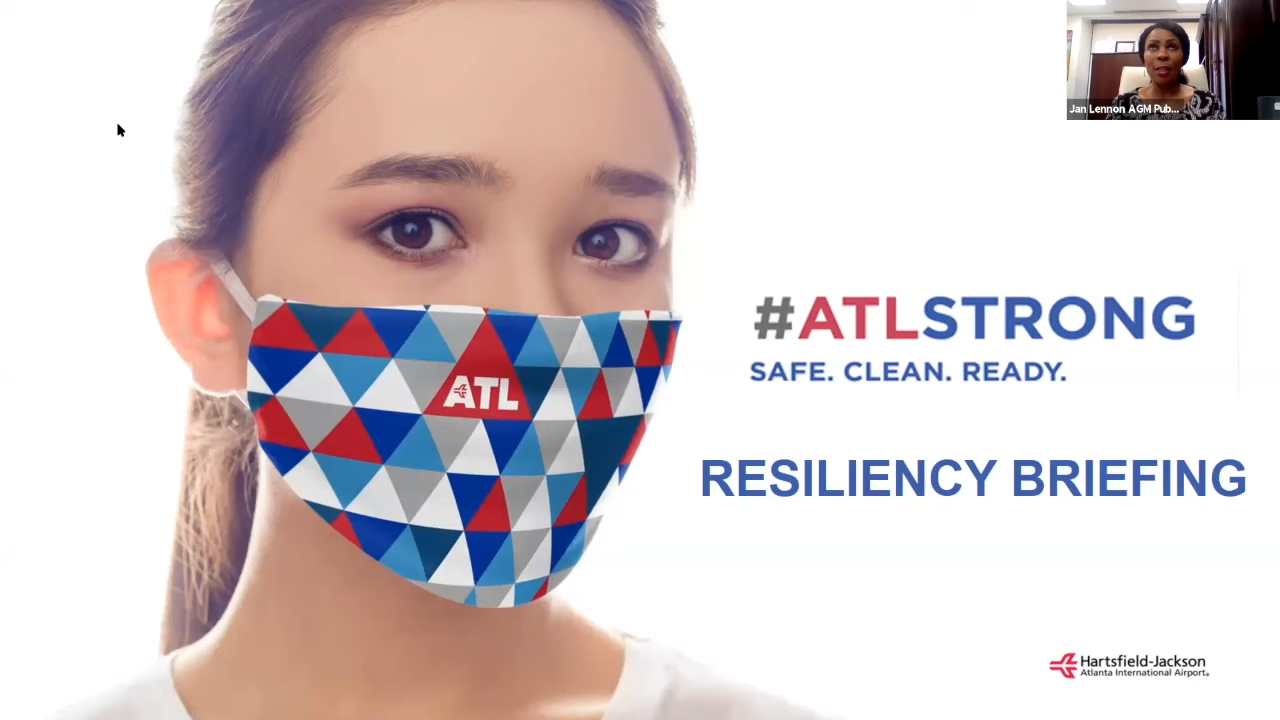 Jan Lennon AGM Pub...
#ATLSTRONG
SAFE. CLEAN. READY.
ATL
RESILIENCY BRIEFING
Hartsfield-Jackson
Atlanta International Airport®